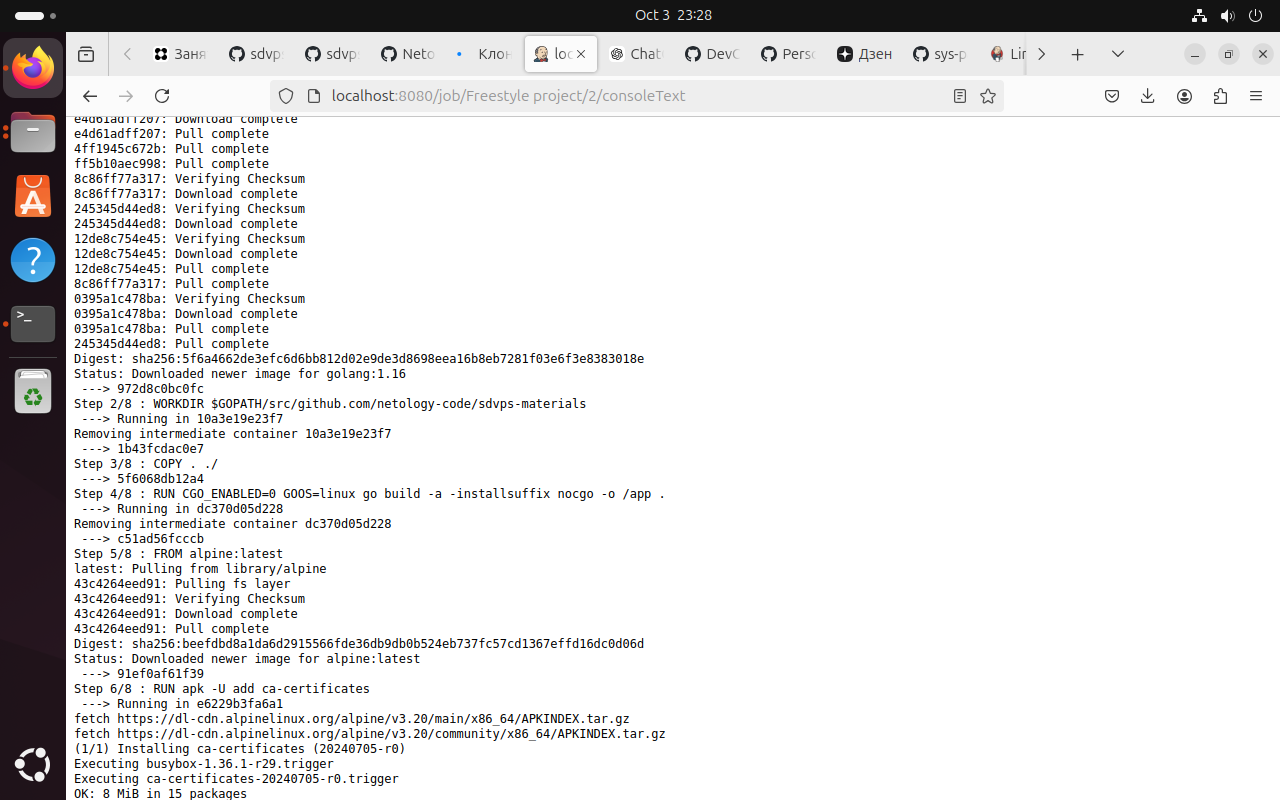 Oct 3 23:28
Заня
sdvp
sdvp
Neto
Клон
loc
Chat
DevC
Perso
Дзен
sys-p
Lin
localhost:8080/job/Freestyle project/2/consoleText
e4d61adff207: Download complete
e4d61adff207: Pull complete
4ff1945c672b: Pull complete
ff5b10aec998: Pull complete
8c86ff77a317: Verifying Checksum
8c86ff77a317: Download complete
245345d44ed8: Verifying Checksum
245345d44ed8: Download complete
12de8c754e45: Verifying Checksum
12de8c754e45: Download complete
12de8c754e45: Pull complete
8c86ff77a317: Pull complete
0395a1c478ba: Verifying Checksum
0395a1c478ba: Download complete
0395a1c478ba: Pull complete
245345d44ed8: Pull complete
Digest: sha256:5f6a4662de3efc6d6bb812d02e9de3d8698eea16b8eb7281f03e6f3e8383018e
Status: Downloaded newer image for golang:1.16
---> 972d8c0bc0fc
Step 2/8 : WORKDIR $GOPATH/src/github.com/netology-code/sdvps-materials
---> Running in 10a3e19e23f7
Removing intermediate container 10a3e19e23f7
---> 1b43fcdac0e7
Step 3/8 : COPY . ./
---> 5f6068db12a4
Step 4/8 : RUN CGO_ENABLED=0 GOOS=linux go build -a -installsuffix nocgo -o /app .
---> Running in dc370d05d228
Removing intermediate container dc370d05d228
---> c51ad56fcccb
Step 5/8 : FROM alpine:latest
latest: Pulling from library/alpine
43c4264eed91: Pulling fs layer
43c4264eed91: Verifying Checksum
43c4264eed91: Download complete
43c4264eed91: Pull complete
Digest: sha256:beefdbd8a1da6d2915566fde36db9db0b524eb737fc57cd1367effd16dc0d06d
Status: Downloaded newer image for alpine:latest
---> 91ef0af61f39
Step 6/8 : RUN apk -U add ca-certificates
---> Running in e6229b3fa6a1
fetch https://dl-cdn.alpinelinux.org/alpine/v3.20/main/x86_64/APKINDEX.tar.gz
fetch https://dl-cdn.alpinelinux.org/alpine/v3.20/community/x86_64/APKINDEX.tar.gz
(1/1) Installing ca-certificates (20240705-r0)
Executing busybox-1.36.1-r29.trigger
Executing ca-certificates-20240705-r0.trigger
OK: 8 MiB in 15 packages